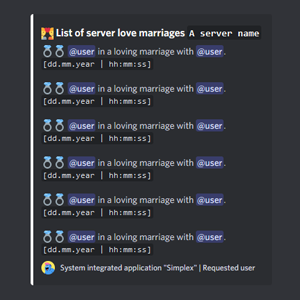 List of server love marriages A server name
@user in a loving marriage with @user.
[dd.mm.year | hh:mm:ss]
@user in a loving marriage with @user.
[dd.mm.year | hh:mm:ss]
@user in a loving marriage with @user.
[dd.mm.year | hh:mm:ss]
@user in a loving marriage with @user.
[dd.mm.year | hh:mm:ss]
@user in a loving marriage with @user.
[dd.mm.year | hh:mm:ss]
@user in a loving marriage with @user.
[dd.mm.year | hh:mm:ss]
System integrated application "Simplex" | Requested user